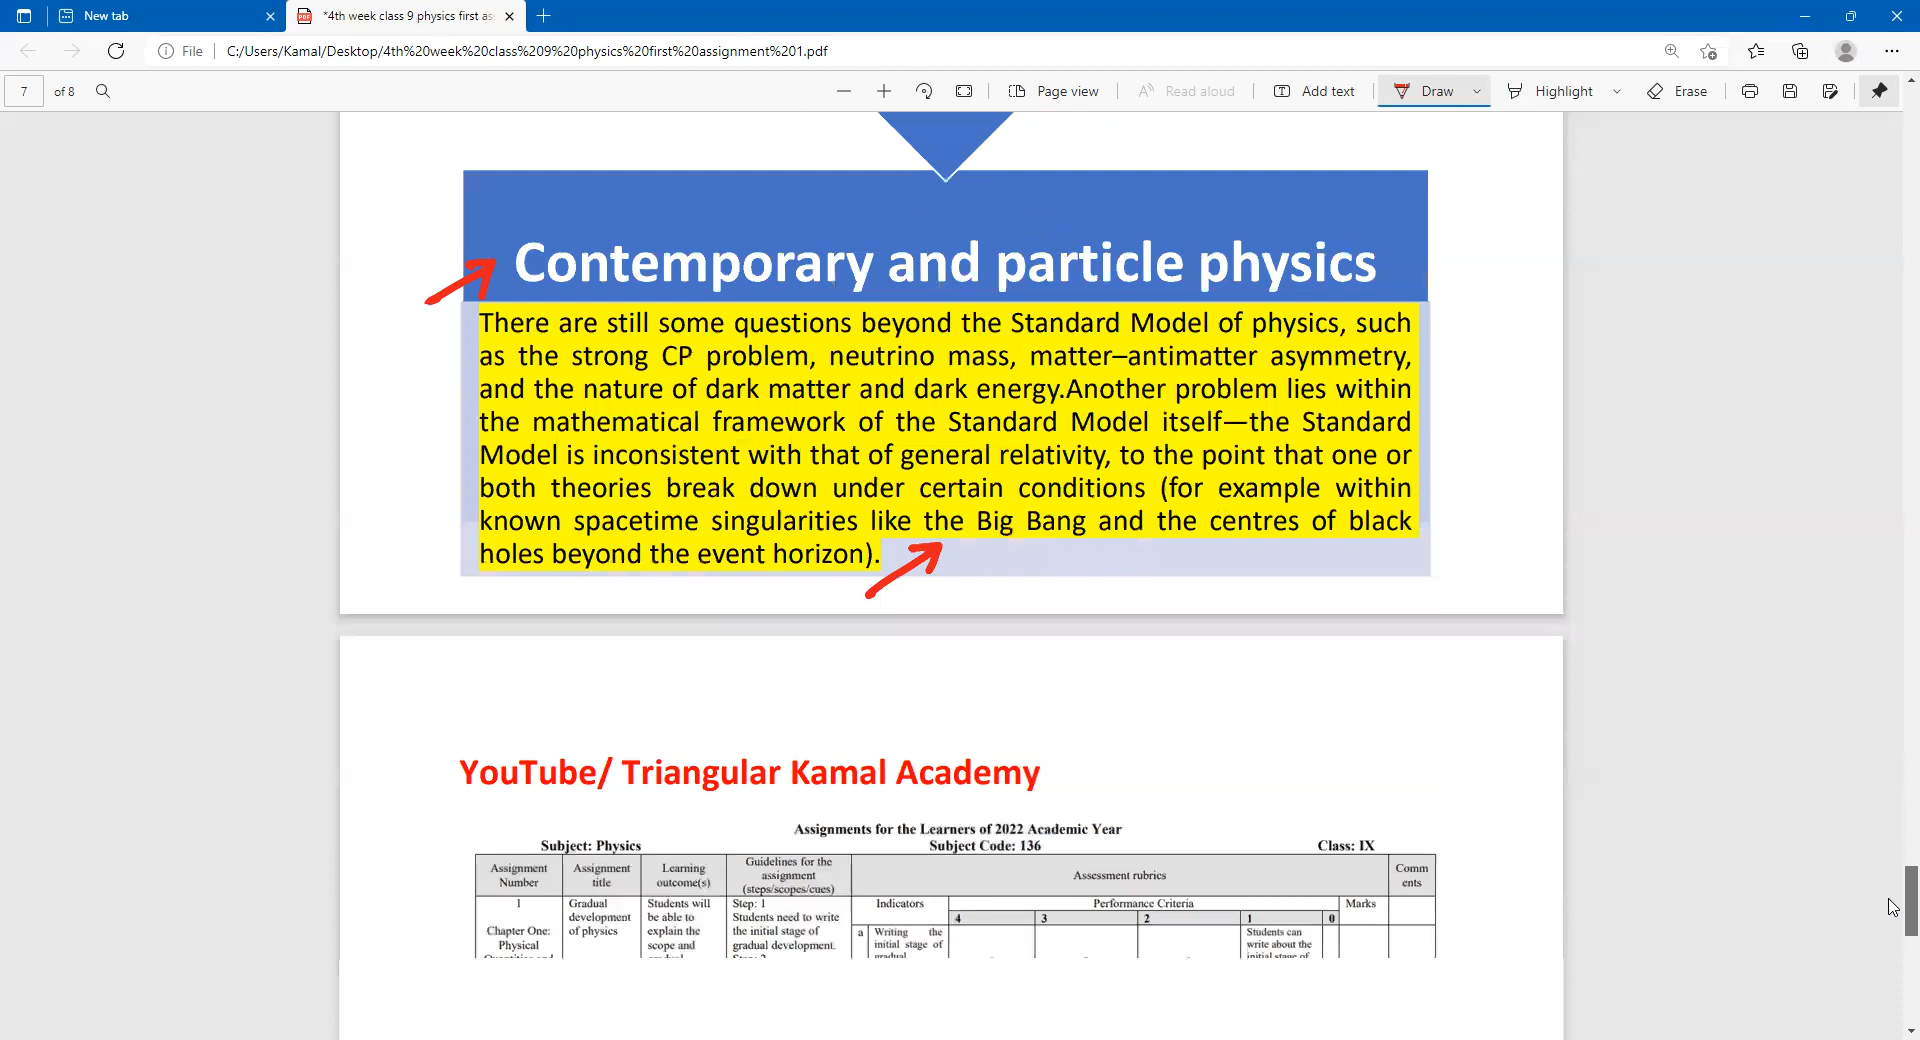 New tab
*4th week class 9 physics first as
File
C:/Users/Kamal/Desktop/4th%20week%20class%209%20physics%20first%20assignment%201.pdf
7 of 8
Page view
Read aloud
Add text
Draw
Highlight
Erase
Contemporary and particle physics
There are still some questions beyond the Standard Model of physics, such
as the strong CP problem, neutrino mass, matter–antimatter asymmetry,
and the nature of dark matter and dark energy.Another problem lies within
the mathematical framework of the Standard Model itself—the Standard
Model is inconsistent with that of general relativity, to the point that one or
both theories break down under certain conditions (for example within
known spacetime singularities like the Big Bang and the centres of black
holes beyond the event horizon).
YouTube/ Triangular Kamal Academy
Assignments for the Learners of 2022 Academic Year
Subject: Physics Subject Code: 136 Class: IX
Assignment
Number
Assignment
title
Learning
outcome(s)
Guidelines for the
assignment
(steps/scopes/cues)
Assessment rubrics
Comm
ents
1
Chapter One:
Physical
Gradual
development
of physics
Students will
be able to
explain the
scope and
Step: 1
Students need to write
the initial stage of
gradual development.
Indicators
Performance Criteria
Marks
4 3 2 1 0
a
Writing the
initial stage of
gradual
Students can
write about the
initial stage of